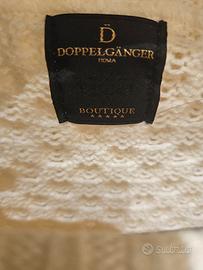 D
DOPPELGÄNGER
ROMA
BOUTIQUE
★★★★★
Subito.it